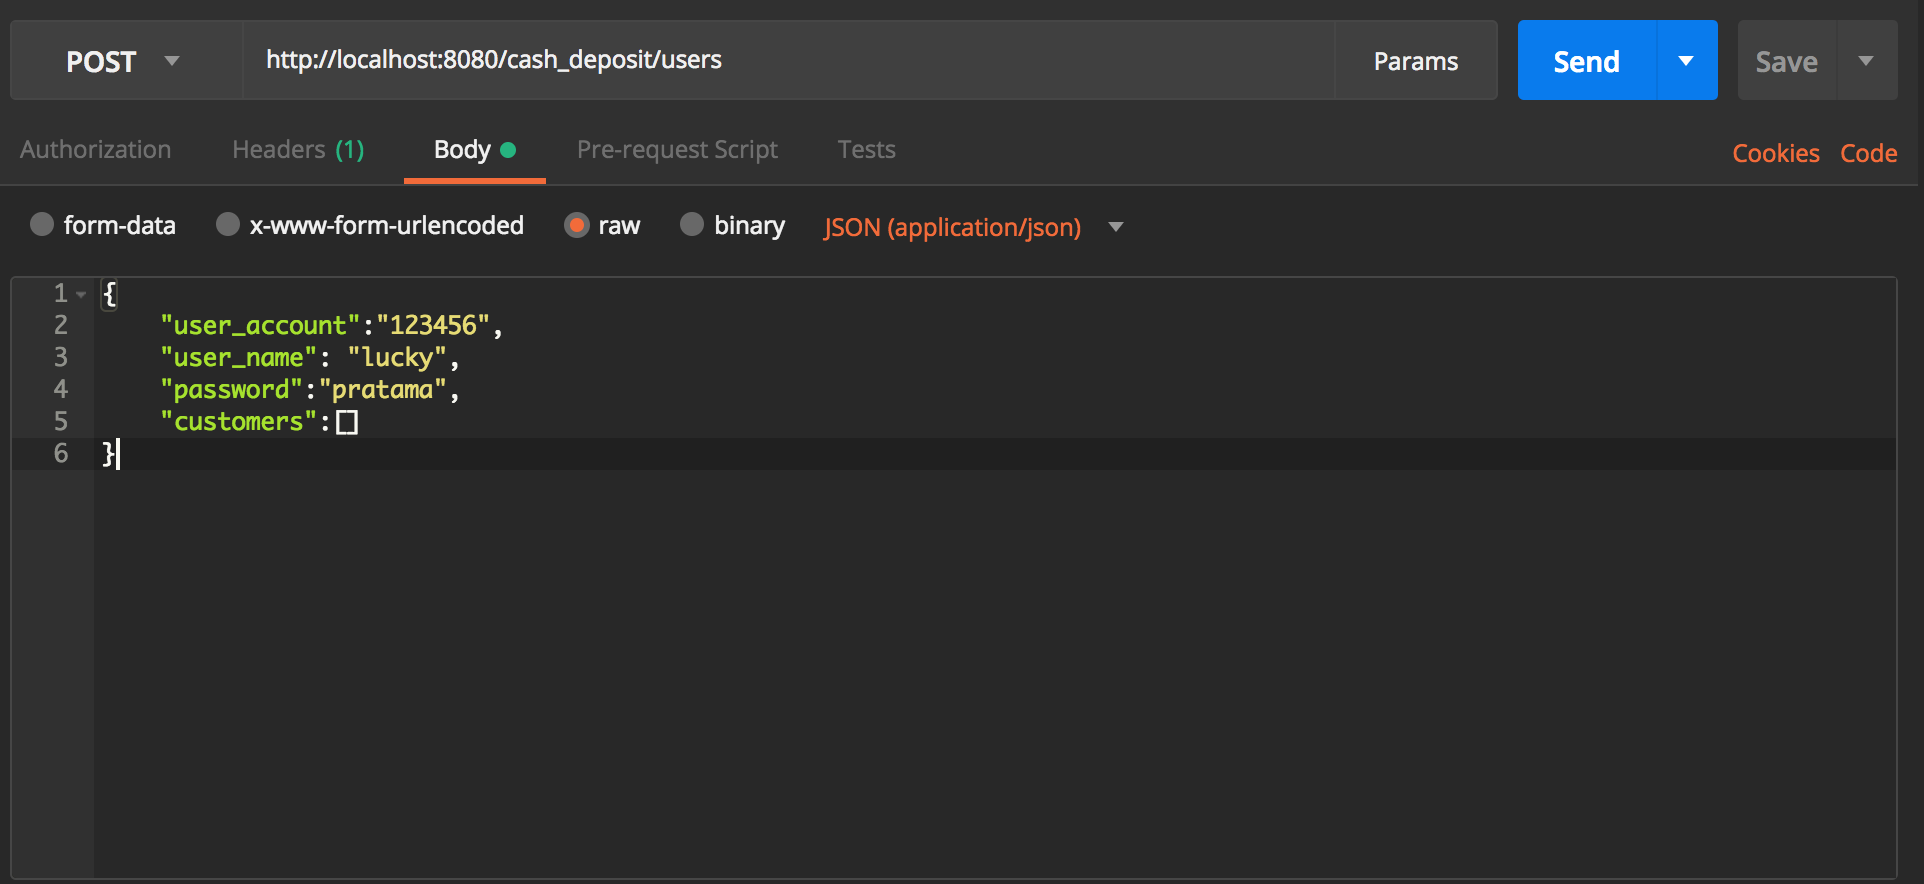 POST http://localhost:8080/cash_deposit/users Params Send Save
Authorization Headers (1) Body Pre-request Script Tests Cookies Code
form-data x-www-form-urlencoded raw binary JSON (application/json)
1 {
2 "user_account":"123456",
3 "user_name": "lucky",
4 "password":"pratama",
5 "customers":[]
6 }